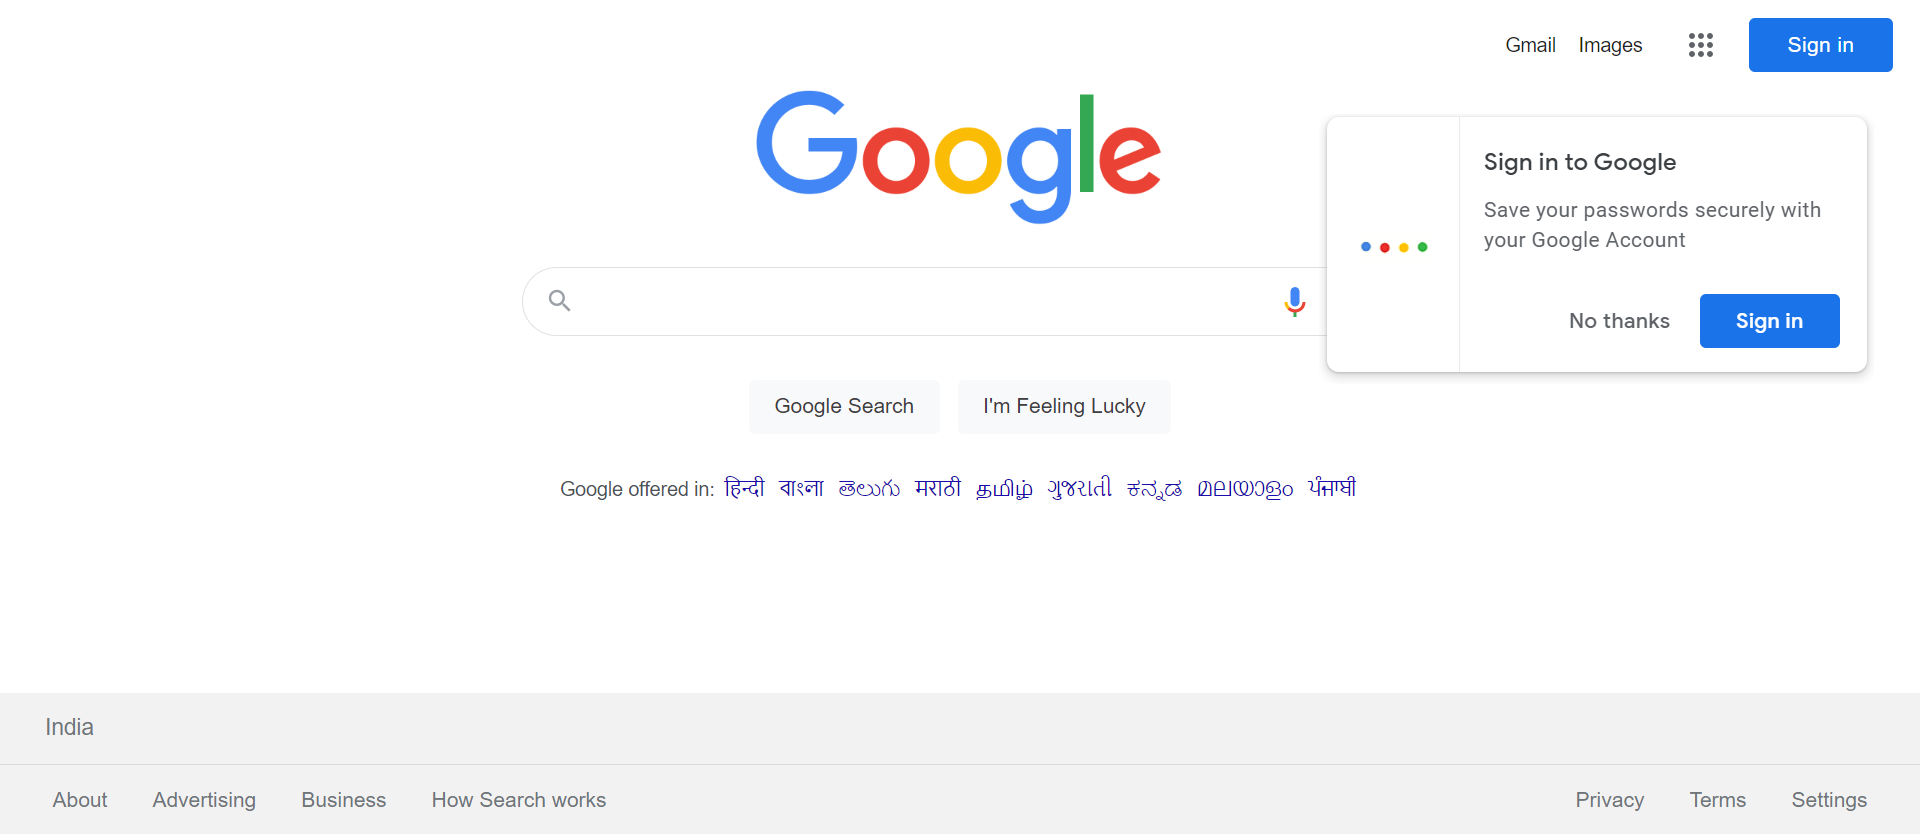 Gmail Images Sign in
Google
Sign in to Google
Save your passwords securely with
your Google Account
No thanks Sign in
Google Search I'm Feeling Lucky
Google offered in: हिन्दी বাংলা తెలుగు मराठी தமிழ் ગુજરાતી ಕನ್ನಡ മലയാളം ਪੰਜਾਬੀ
India
About Advertising Business How Search works Privacy Terms Settings